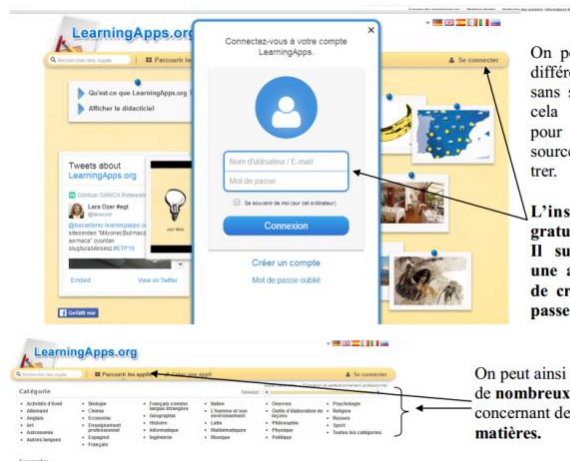 LearningApps.org
Connectez-vous à votre compte
LearningApps.
Parcourir les
Se connecter
Qu'est-ce que LearningApps.org ?
Afficher le didacticiel
Nom d'utilisateur / E-mail
Mot de passe
Se souvenir de moi (sur cet ordinateur)
Connexion
Créer un compte
Mot de passe oublié
Tweets about
LearningApps.org
Lara Özer #egt
Embed
View on Twitter
Gefällt mir
On p
différe
sans s
cela
pour
source
trer.
L'ins
gratu
Il su
une a
de cr
passe
LearningApps.org
Parcourir les applis
Se connecter
Catégorie
Activités d'éveil
Allemand
Anglais
Art
Astronomie
Autres langues
Biologie
Chimie
Economie
Enseignement
professionnel
Espagnol
Français
Français comme
langue étrangère
Géographie
Histoire
Informatique
Ingénierie
Italien
L'homme et son
environnement
Latin
Mathématiques
Musique
Oeuvres
Outils d'élaboration de
leçons
Philosophie
Physique
Politique
Psychologie
Religion
Russes
Sport
Toutes les catégories
On peut ainsi
de nombreux
concernant de
matières.